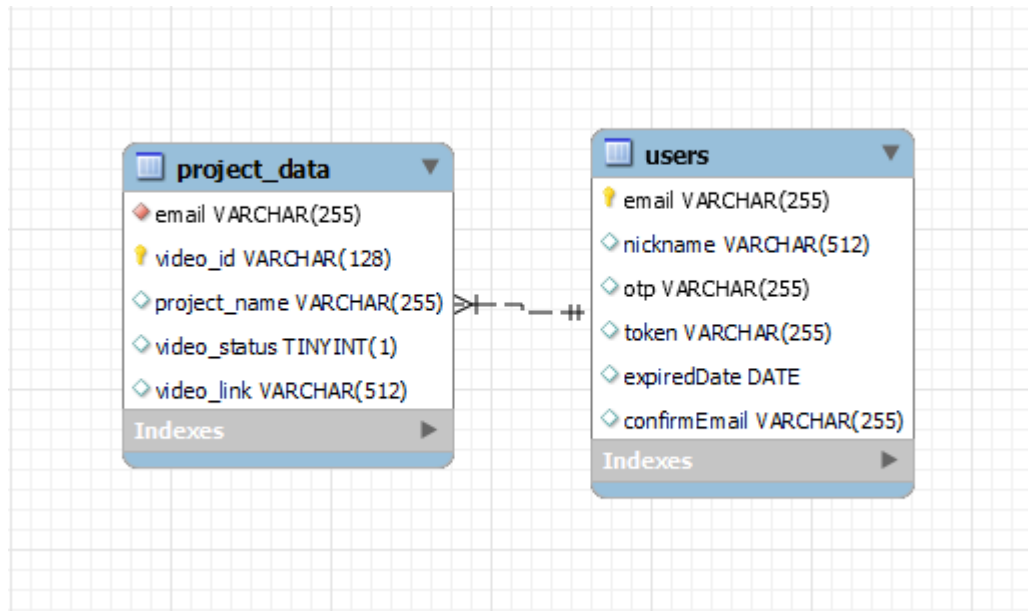 project_data
email VARCHAR(255)
video_id VARCHAR(128)
project_name VARCHAR(255)
video_status TINYINT(1)
video_link VARCHAR(512)
Indexes
users
email VARCHAR(255)
nickname VARCHAR(512)
otp VARCHAR(255)
token VARCHAR(255)
expiredDate DATE
confirmEmail VARCHAR(255)
Indexes